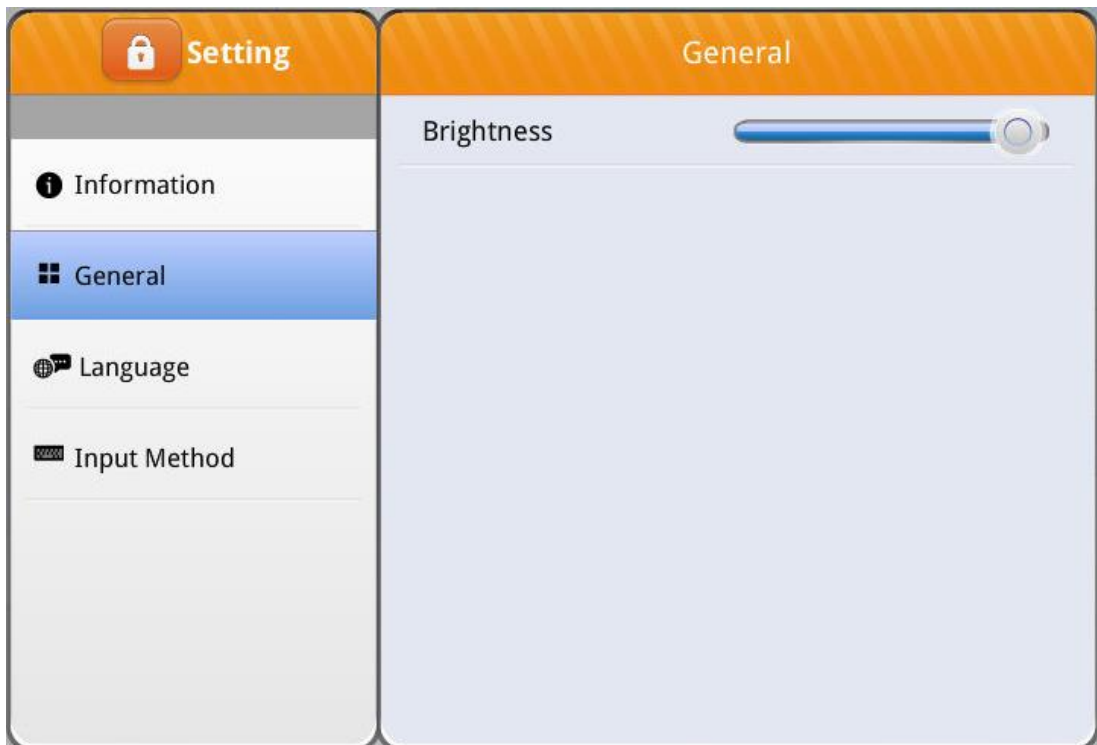 Setting
General
Brightness
Information
General
Language
Input Method